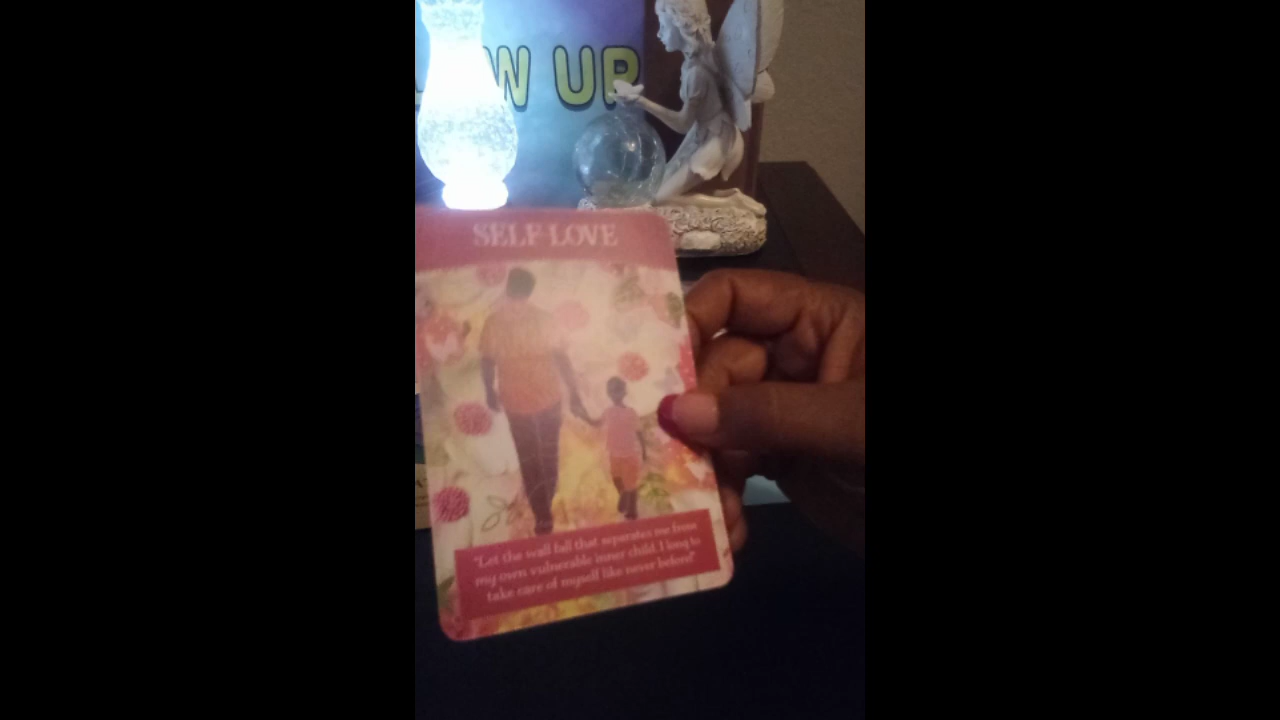 W UP
SELF-LOVE
"Let the wall fall that separates me from
my own vulnerable inner child. I long to
take care of myself like never before!"